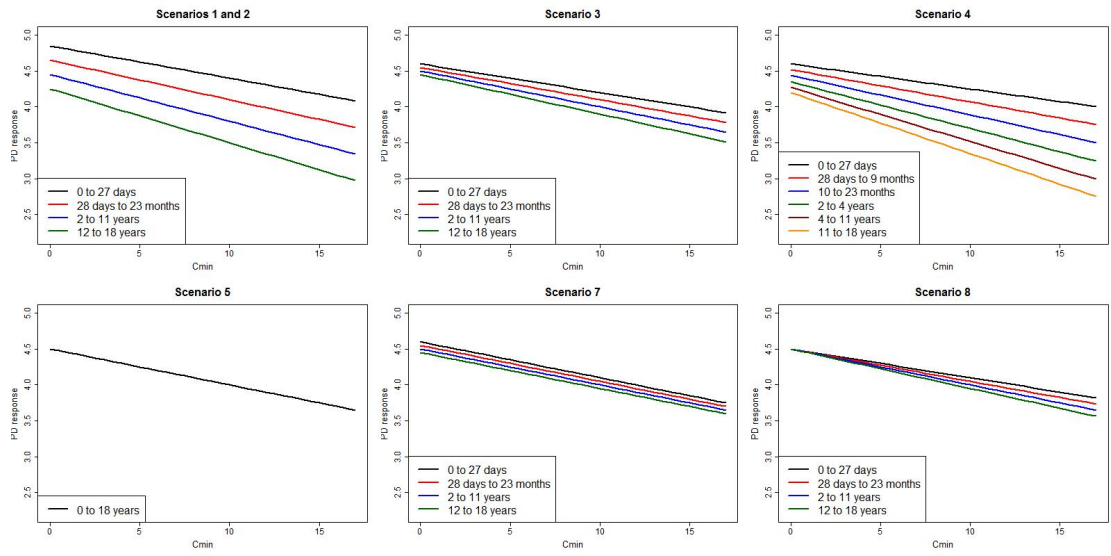 Scenarios 1 and 2
PD response
5.0
4.5
4.0
3.5
3.0
2.5
0 to 27 days
28 days to 23 months
2 to 11 years
12 to 18 years
0
5
10
15
Cmin
Scenario 3
PD response
5.0
4.5
4.0
3.5
3.0
2.5
0 to 27 days
28 days to 23 months
2 to 11 years
12 to 18 years
0
5
10
15
Cmin
Scenario 4
PD response
5.0
4.5
4.0
3.5
3.0
2.5
0 to 27 days
28 days to 9 months
10 to 23 months
2 to 4 years
4 to 11 years
11 to 18 years
0
5
10
15
Cmin
Scenario 5
PD response
5.0
4.5
4.0
3.5
3.0
2.5
0 to 18 years
0
5
10
15
Cmin
Scenario 7
PD response
5.0
4.5
4.0
3.5
3.0
2.5
0 to 27 days
28 days to 23 months
2 to 11 years
12 to 18 years
0
5
10
15
Cmin
Scenario 8
PD response
5.0
4.5
4.0
3.5
3.0
2.5
0 to 27 days
28 days to 23 months
2 to 11 years
12 to 18 years
0
5
10
15
Cmin